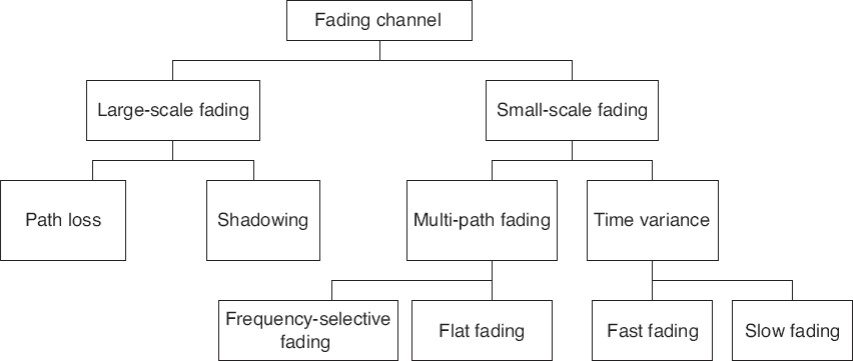 Fading channel
Large-scale fading
Small-scale fading
Path loss
Shadowing
Multi-path fading
Time variance
Frequency-selective
fading
Flat fading
Fast fading
Slow fading